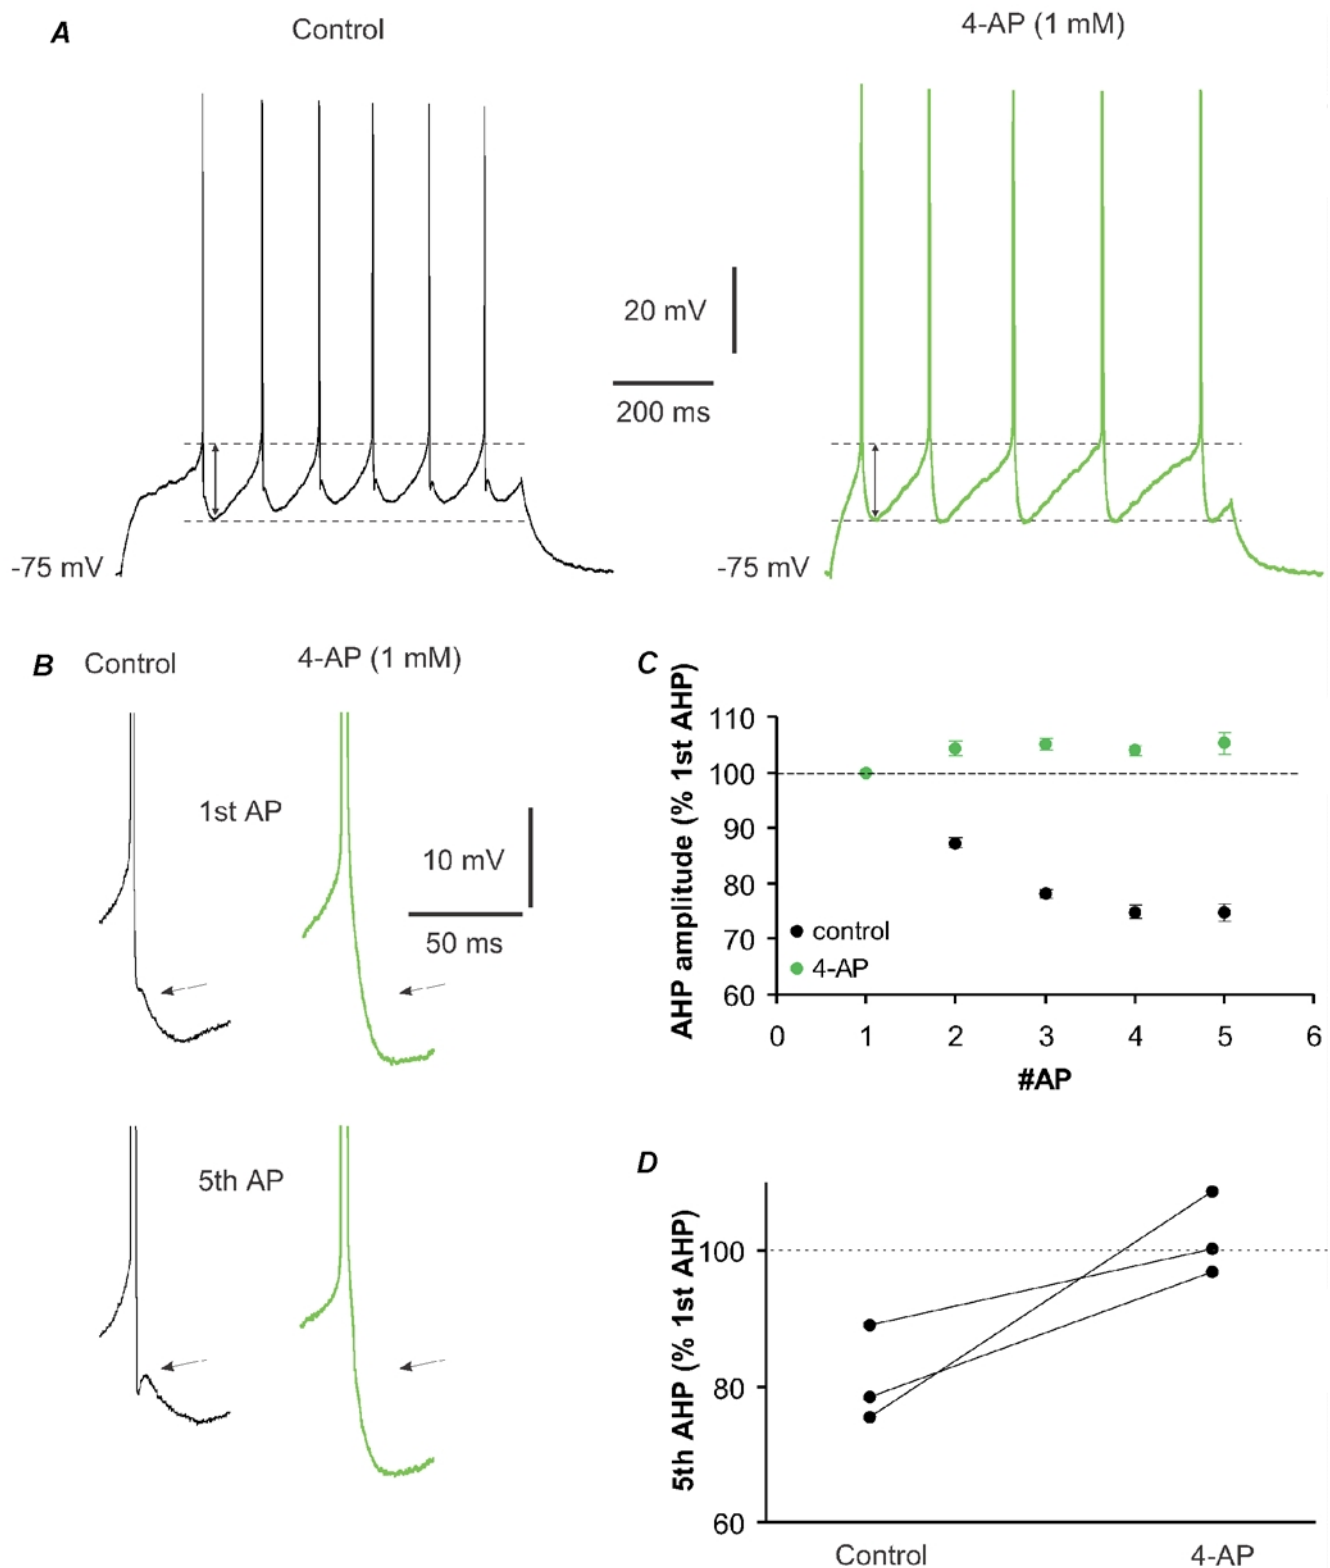 A
Control
4-AP (1 mM)
20 mV
200 ms
-75 mV
-75 mV
B
Control
4-AP (1 mM)
1st AP
10 mV
50 ms
5th AP
C
AHP amplitude (% 1st AHP)
110
100
90
80
70
60
control
4-AP
0 1 2 3 4 5 6
#AP
D
5th AHP (% 1st AHP)
100
80
60
Control 4-AP